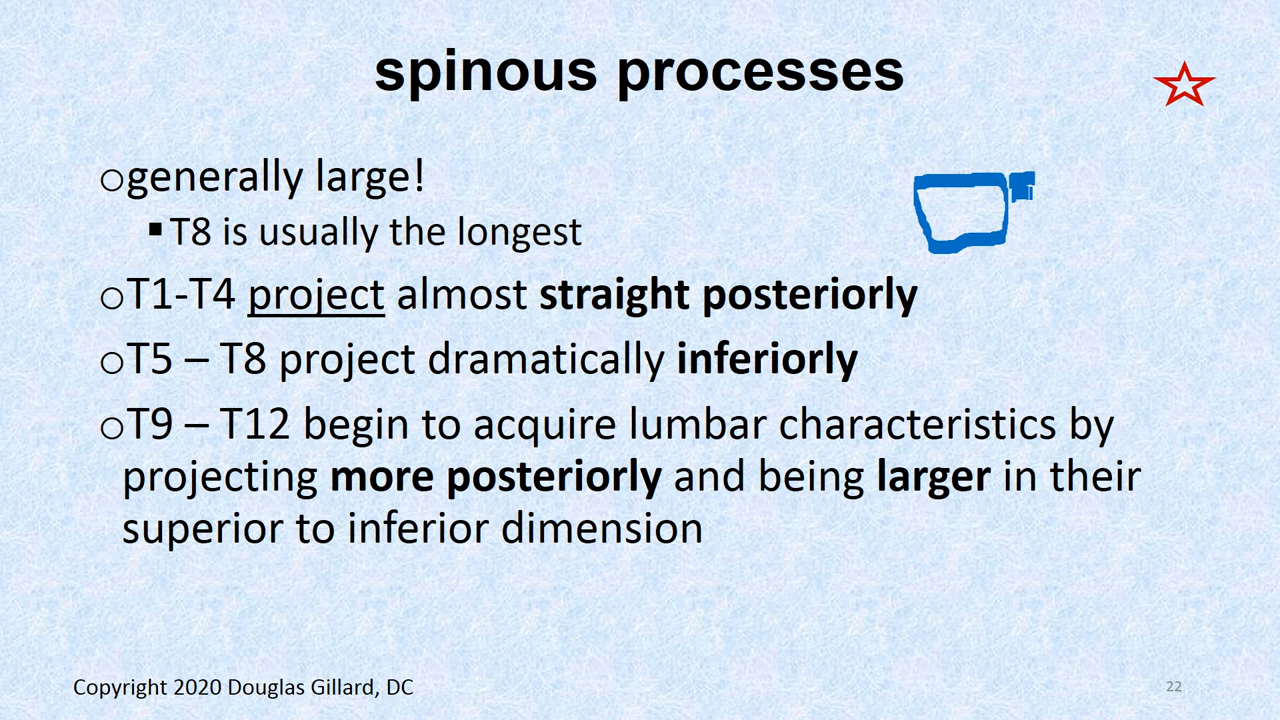 spinous processes
○generally large!
▪T8 is usually the longest
○T1-T4 project almost straight posteriorly
○T5 – T8 project dramatically inferiorly
○T9 – T12 begin to acquire lumbar characteristics by
projecting more posteriorly and being larger in their
superior to inferior dimension
Copyright 2020 Douglas Gillard, DC
22